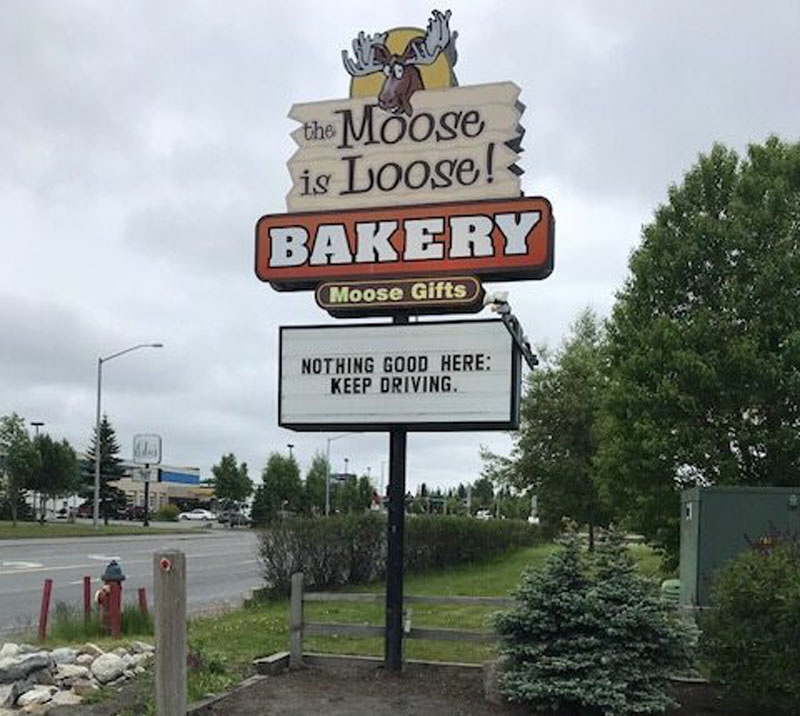 the Moose
is Loose!
BAKERY
Moose Gifts
NOTHING GOOD HERE:
KEEP DRIVING.